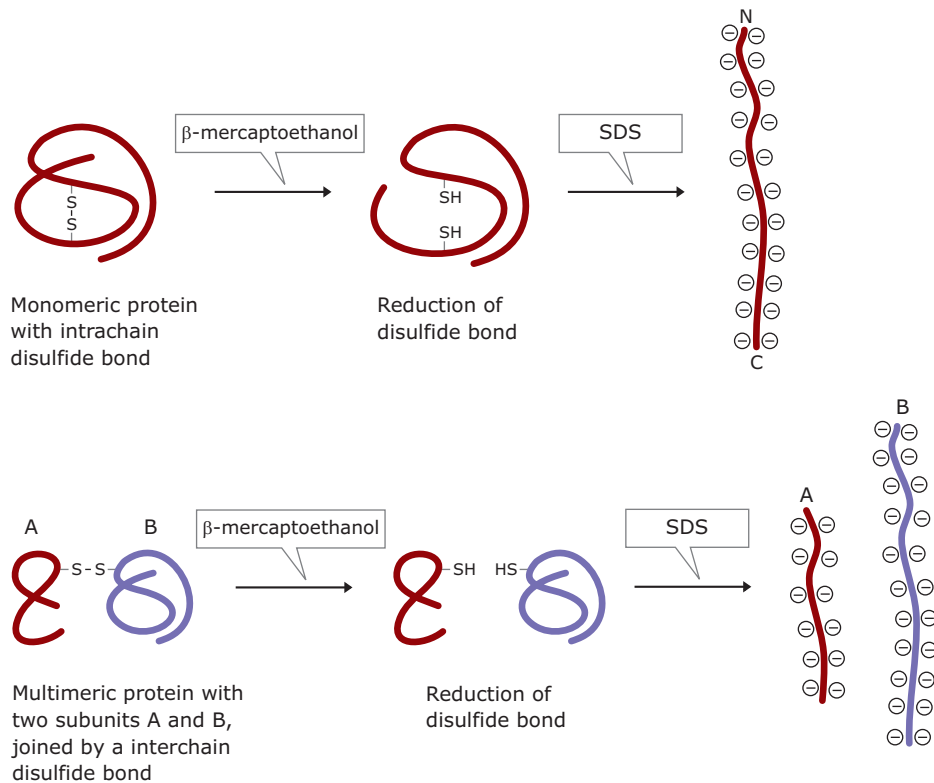 N
β-mercaptoethanol
SDS
S
S
SH
SH
Monomeric protein
with intrachain
disulfide bond
Reduction of
disulfide bond
C
B
A
A
B
β-mercaptoethanol
SDS
S-S
SH
HS
Multimeric protein with
two subunits A and B,
joined by a interchain
disulfide bond
Reduction of
disulfide bond